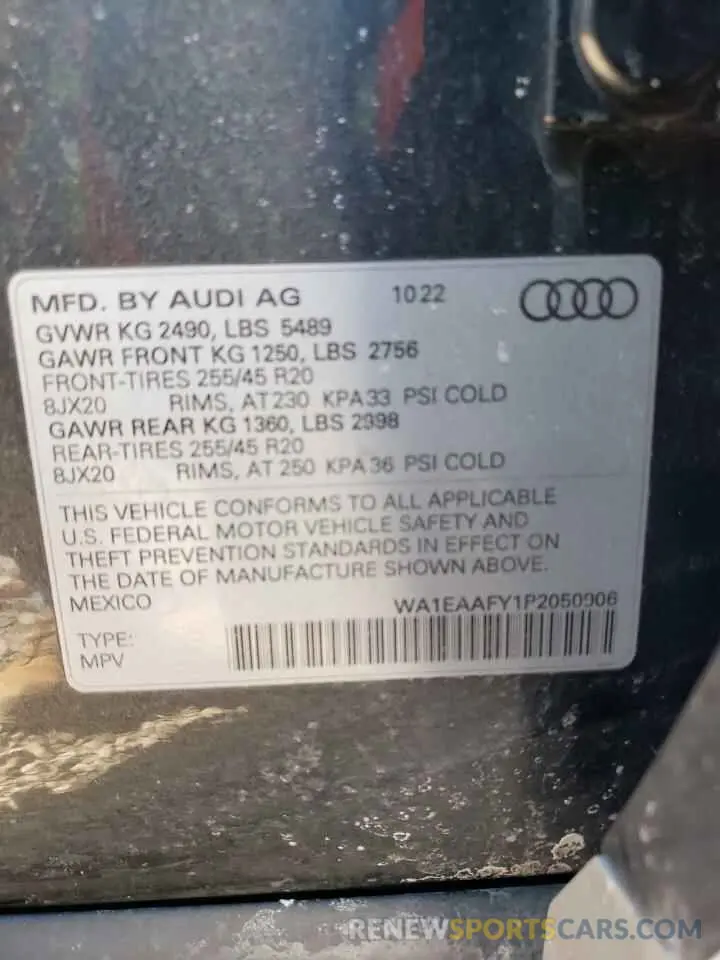 MFD. BY AUDI AG 10 22
GVWR KG 2490, LBS 5489
GAWR FRONT KG 1250, LBS 2756
FRONT-TIRES 255/45 R20
8JX20 RIMS, AT 230 KPA 33 PSI COLD
GAWR REAR KG 1360, LBS 2998
REAR-TIRES 255/45 R20
8JX20 RIMS, AT 250 KPA 36 PSI COLD
THIS VEHICLE CONFORMS TO ALL APPLICABLE
U.S. FEDERAL MOTOR VEHICLE SAFETY AND
THEFT PREVENTION STANDARDS IN EFFECT ON
THE DATE OF MANUFACTURE SHOWN ABOVE.
MEXICO WA1EAAFY1P2050906
TYPE:
MPV
RENEWSPORTSCARS.COM